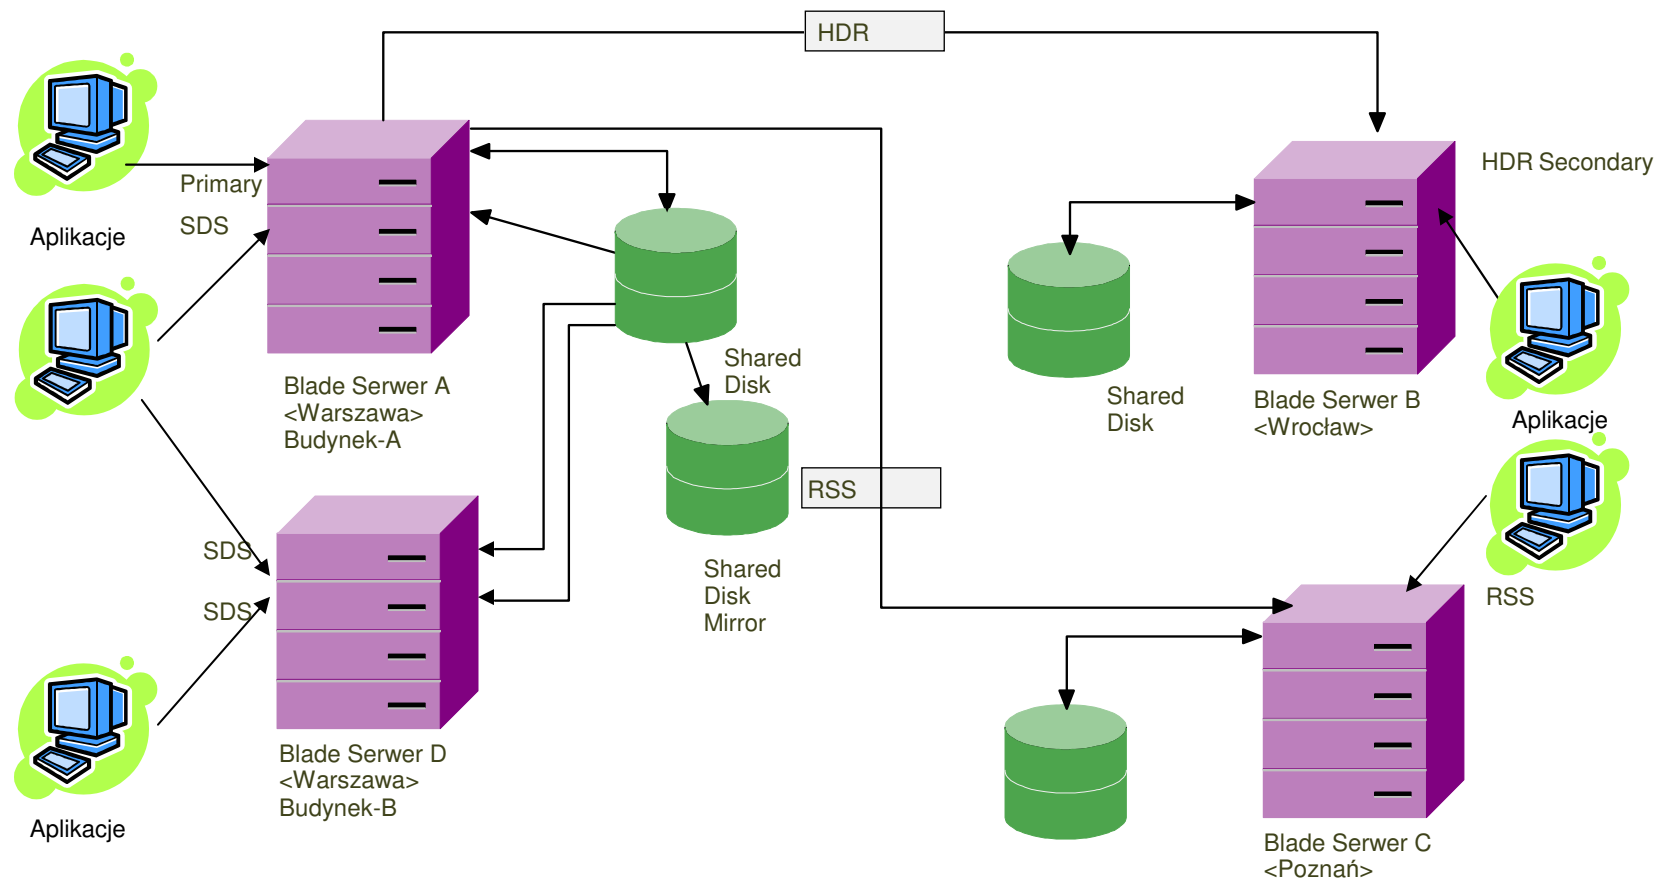 HDR
HDR Secondary
Primary
SDS
Aplikacje
Shared
Disk
Blade Serwer A
<Warszawa>
Budynek-A
Shared
Disk
Blade Serwer B
<Wrocław>
Aplikacje
RSS
SDS
SDS
Shared
Disk
Mirror
RSS
Blade Serwer D
<Warszawa>
Budynek-B
Aplikacje
Blade Serwer C
<Poznań>